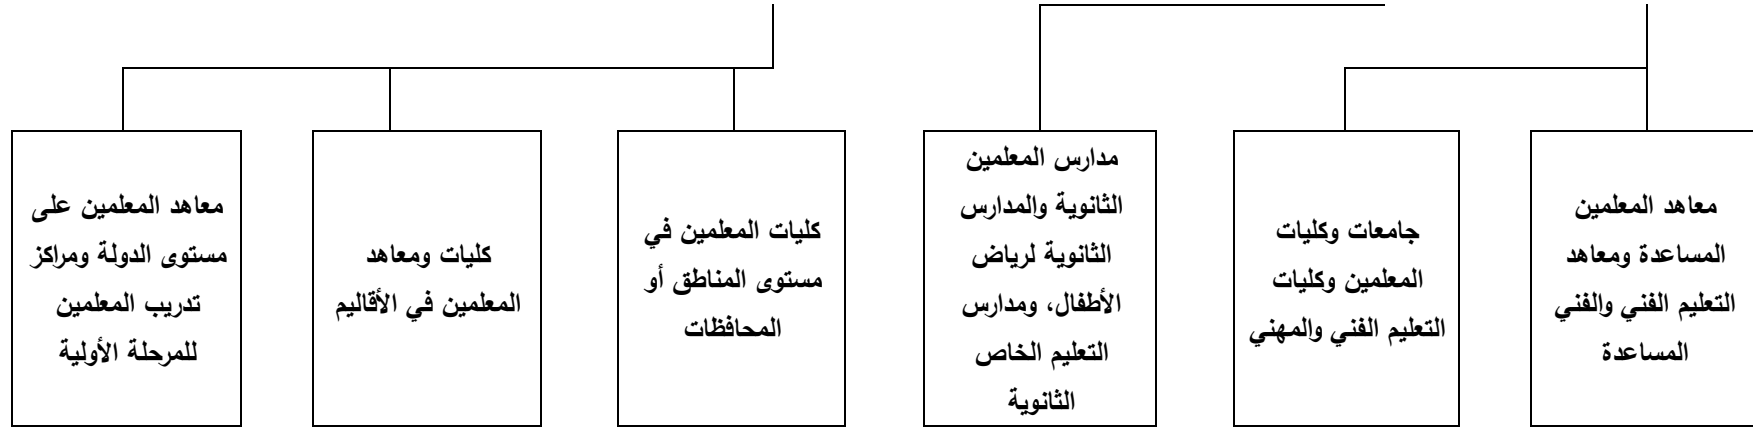 معاهد المعلمين
المساعدة ومعاهد
التعليم الفني والفني
المساعدة
جامعات وكليات
المعلمين وكليات
التعليم الفني والمهني
مدارس المعلمين
الثانوية والمدارس
الثانوية لرياض
الأطفال، ومدارس
التعليم الخاص
الثانوية
كليات المعلمين في
مستوى المناطق أو
المحافظات
كليات ومعاهد
المعلمين في الأقاليم
معاهد المعلمين على
مستوى الدولة ومراكز
تدريب المعلمين
للمرحلة الأولية